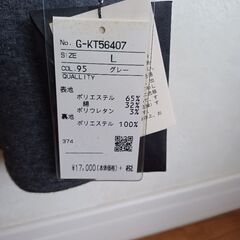 No. G-KT56407
SIZE L
COL.95 グレー
QUALLITY
表地
ポリエステル 65%
綿 32%
ポリウレタン 3%
裏地
ポリエステル 100%
374
¥17,000(本体価格)+税